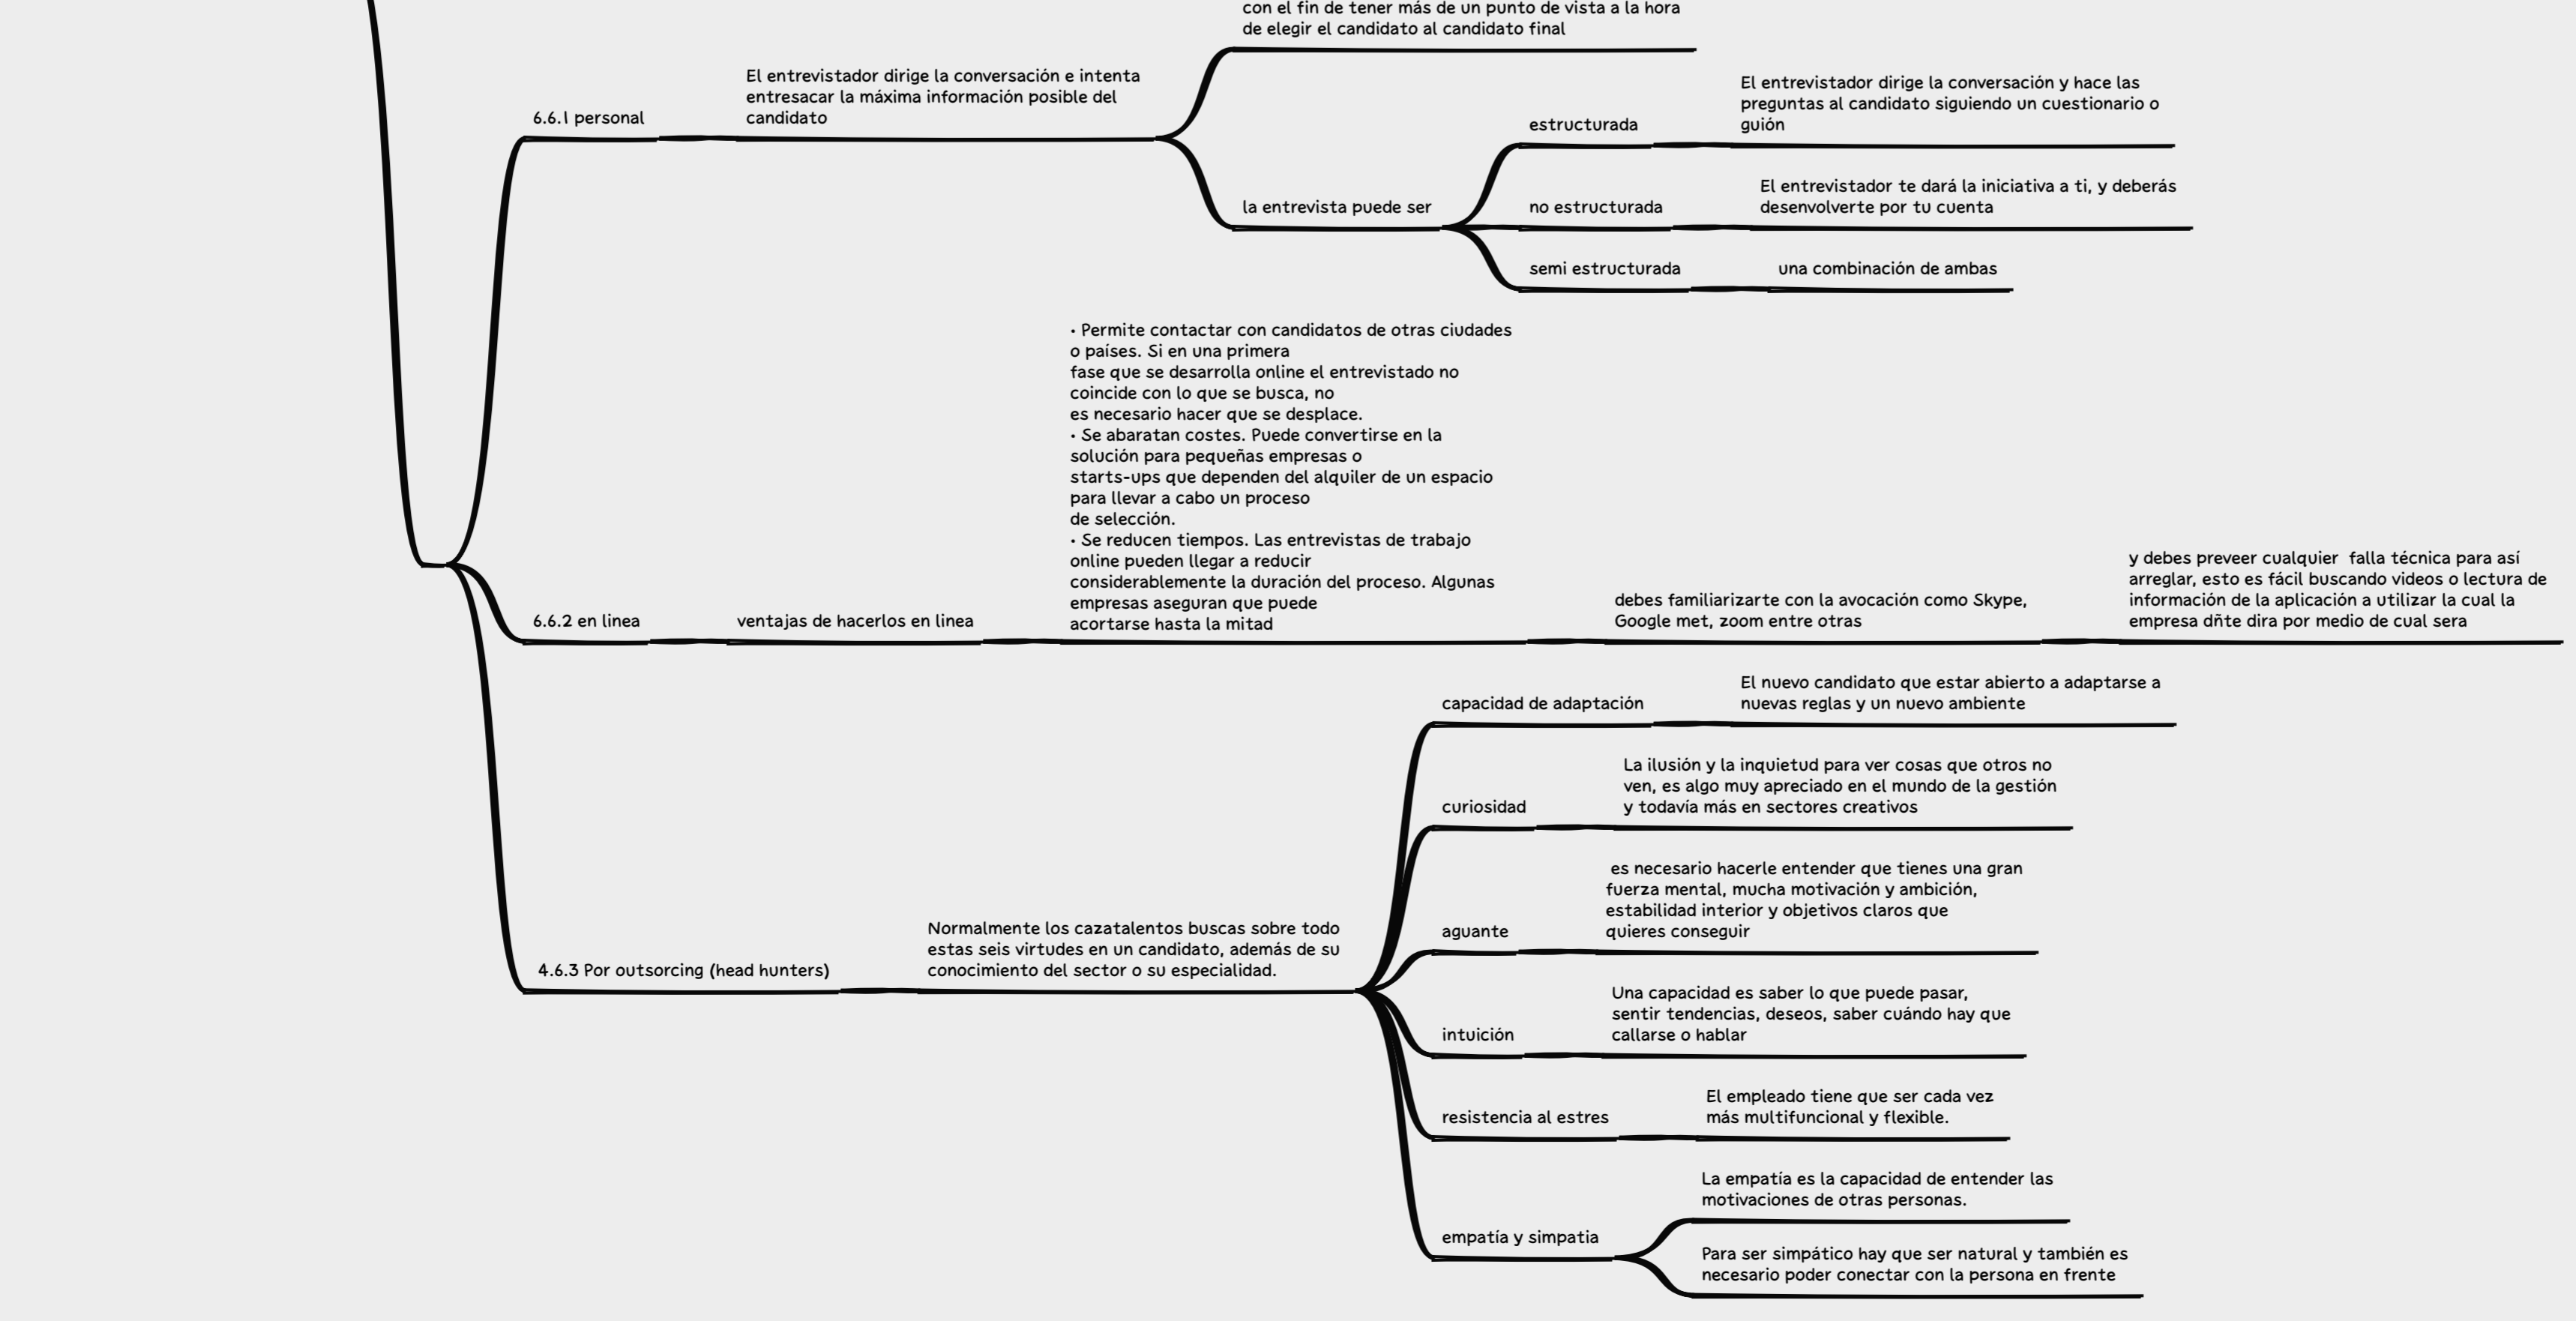 con el fin de tener más de un punto de vista a la hora
de elegir el candidato al candidato final
6.6.1 personal
El entrevistador dirige la conversación e intenta
entresacar la máxima información posible del
candidato
la entrevista puede ser
estructurada
El entrevistador dirige la conversación y hace las
preguntas al candidato siguiendo un cuestionario o
guión
no estructurada
El entrevistador te dará la iniciativa a ti, y deberás
desenvolverte por tu cuenta
semi estructurada
una combinación de ambas
6.6.2 en linea
ventajas de hacerlos en linea
• Permite contactar con candidatos de otras ciudades
o países. Si en una primera
fase que se desarrolla online el entrevistado no
coincide con lo que se busca, no
es necesario hacer que se desplace.
• Se abaratan costes. Puede convertirse en la
solución para pequeñas empresas o
starts-ups que dependen del alquiler de un espacio
para llevar a cabo un proceso
de selección.
• Se reducen tiempos. Las entrevistas de trabajo
online pueden llegar a reducir
considerablemente la duración del proceso. Algunas
empresas aseguran que puede
acortarse hasta la mitad
debes familiarizarte con la avocación como Skype,
Google met, zoom entre otras
y debes preveer cualquier  falla técnica para así
arreglar, esto es fácil buscando videos o lectura de
información de la aplicación a utilizar la cual la
empresa dñte dira por medio de cual sera
4.6.3 Por outsorcing (head hunters)
Normalmente los cazatalentos buscas sobre todo
estas seis virtudes en un candidato, además de su
conocimiento del sector o su especialidad.
capacidad de adaptación
El nuevo candidato que estar abierto a adaptarse a
nuevas reglas y un nuevo ambiente
curiosidad
La ilusión y la inquietud para ver cosas que otros no
ven, es algo muy apreciado en el mundo de la gestión
y todavía más en sectores creativos
aguante
es necesario hacerle entender que tienes una gran
fuerza mental, mucha motivación y ambición,
estabilidad interior y objetivos claros que
quieres conseguir
intuición
Una capacidad es saber lo que puede pasar,
sentir tendencias, deseos, saber cuándo hay que
callarse o hablar
resistencia al estres
El empleado tiene que ser cada vez
más multifuncional y flexible.
empatía y simpatia
La empatía es la capacidad de entender las
motivaciones de otras personas.
Para ser simpático hay que ser natural y también es
necesario poder conectar con la persona en frente